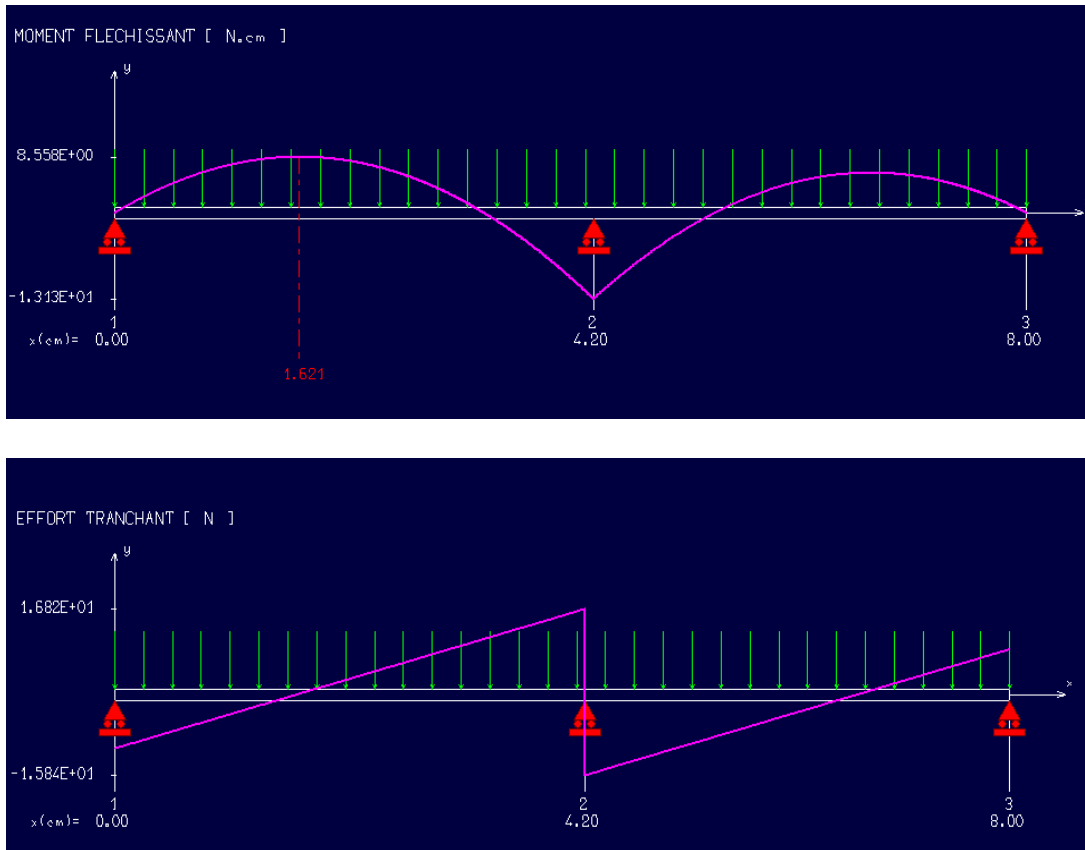 MOMENT FLECHISSANT [ N.cm ]
y
8.558E+00
-1.313E+01
1 2 3
x(cm)= 0.00 4.20 8.00
1.621
EFFORT TRANCHANT [ N ]
y
1.682E+01
x
-1.584E+01
1 2 3
x(cm)= 0.00 4.20 8.00